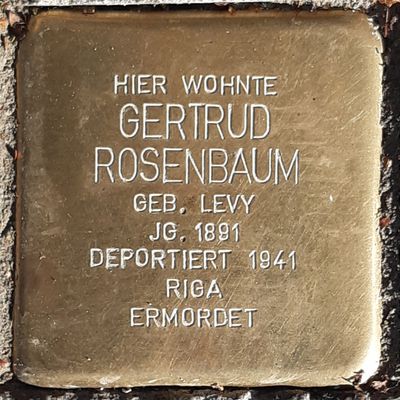 HIER WOHNTE
GERTRUD
ROSENBAUM
GEB. LEVY
JG. 1891
DEPORTIERT 1941
RIGA
ERMORDET